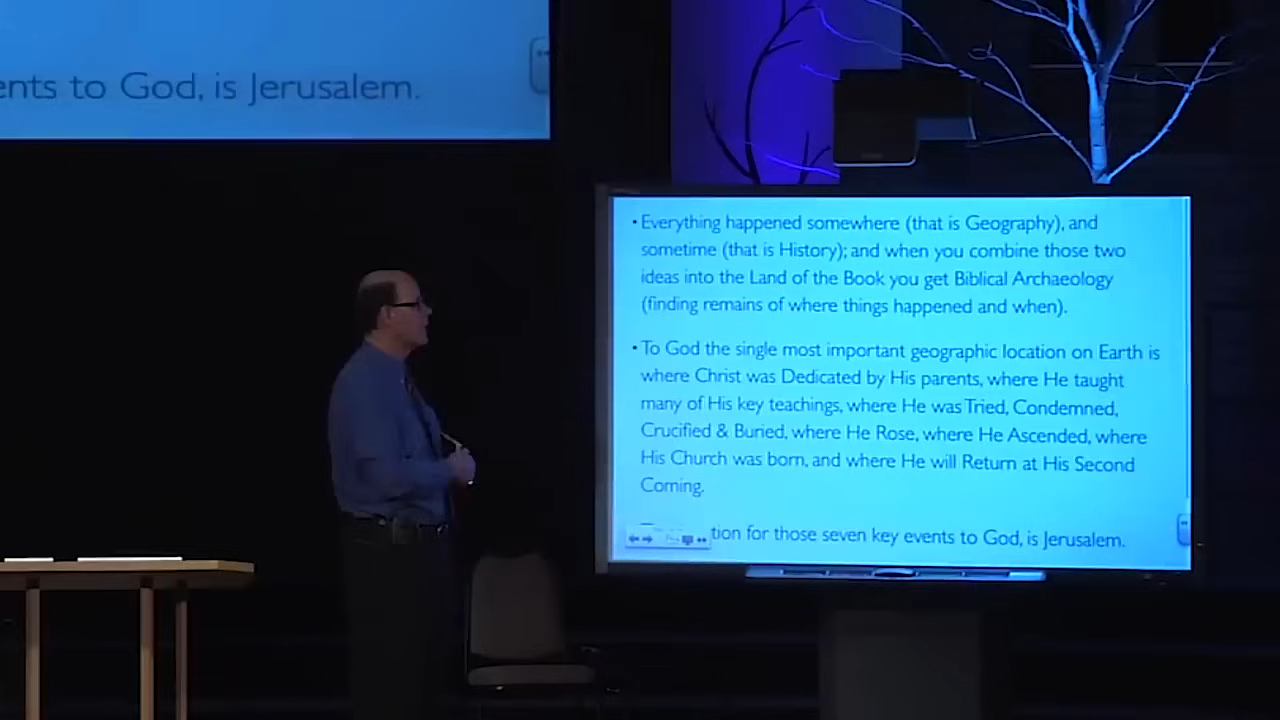 ents to God, is Jerusalem.
• Everything happened somewhere (that is Geography), and
sometime (that is History); and when you combine those two
ideas into the Land of the Book you get Biblical Archaeology
(finding remains of where things happened and when).
• To God the single most important geographic location on Earth is
where Christ was Dedicated by His parents, where He taught
many of His key teachings, where He was Tried, Condemned,
Crucified & Buried, where He Rose, where He Ascended, where
His Church was born, and where He will Return at His Second
Coming.
tion for those seven key events to God, is Jerusalem.